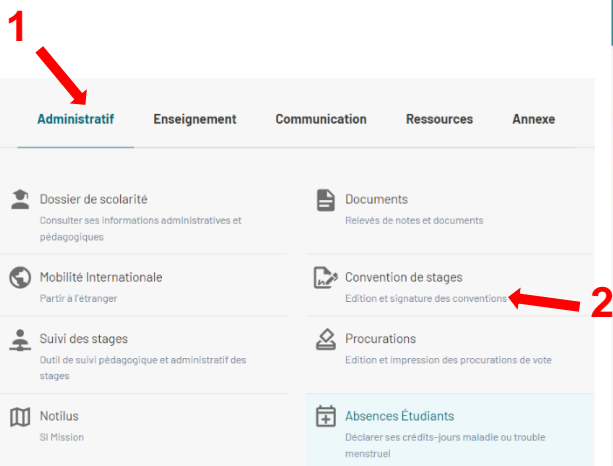 1
Administratif Enseignement Communication Ressources Annexe
Dossier de scolarité
Consulter ses informations administratives et
pédagogiques
Documents
Relevés de notes et documents
Mobilité Internationale
Partir à l'étranger
Convention de stages
Edition et signature des conventions
2
Suivi des stages
Outil de suivi pédagogique et administratif des
stages
Procurations
Edition et impression des procurations de vote
Notilus
SI Mission
Absences Étudiants
Déclarer ses crédits-jours maladie ou trouble
menstruel